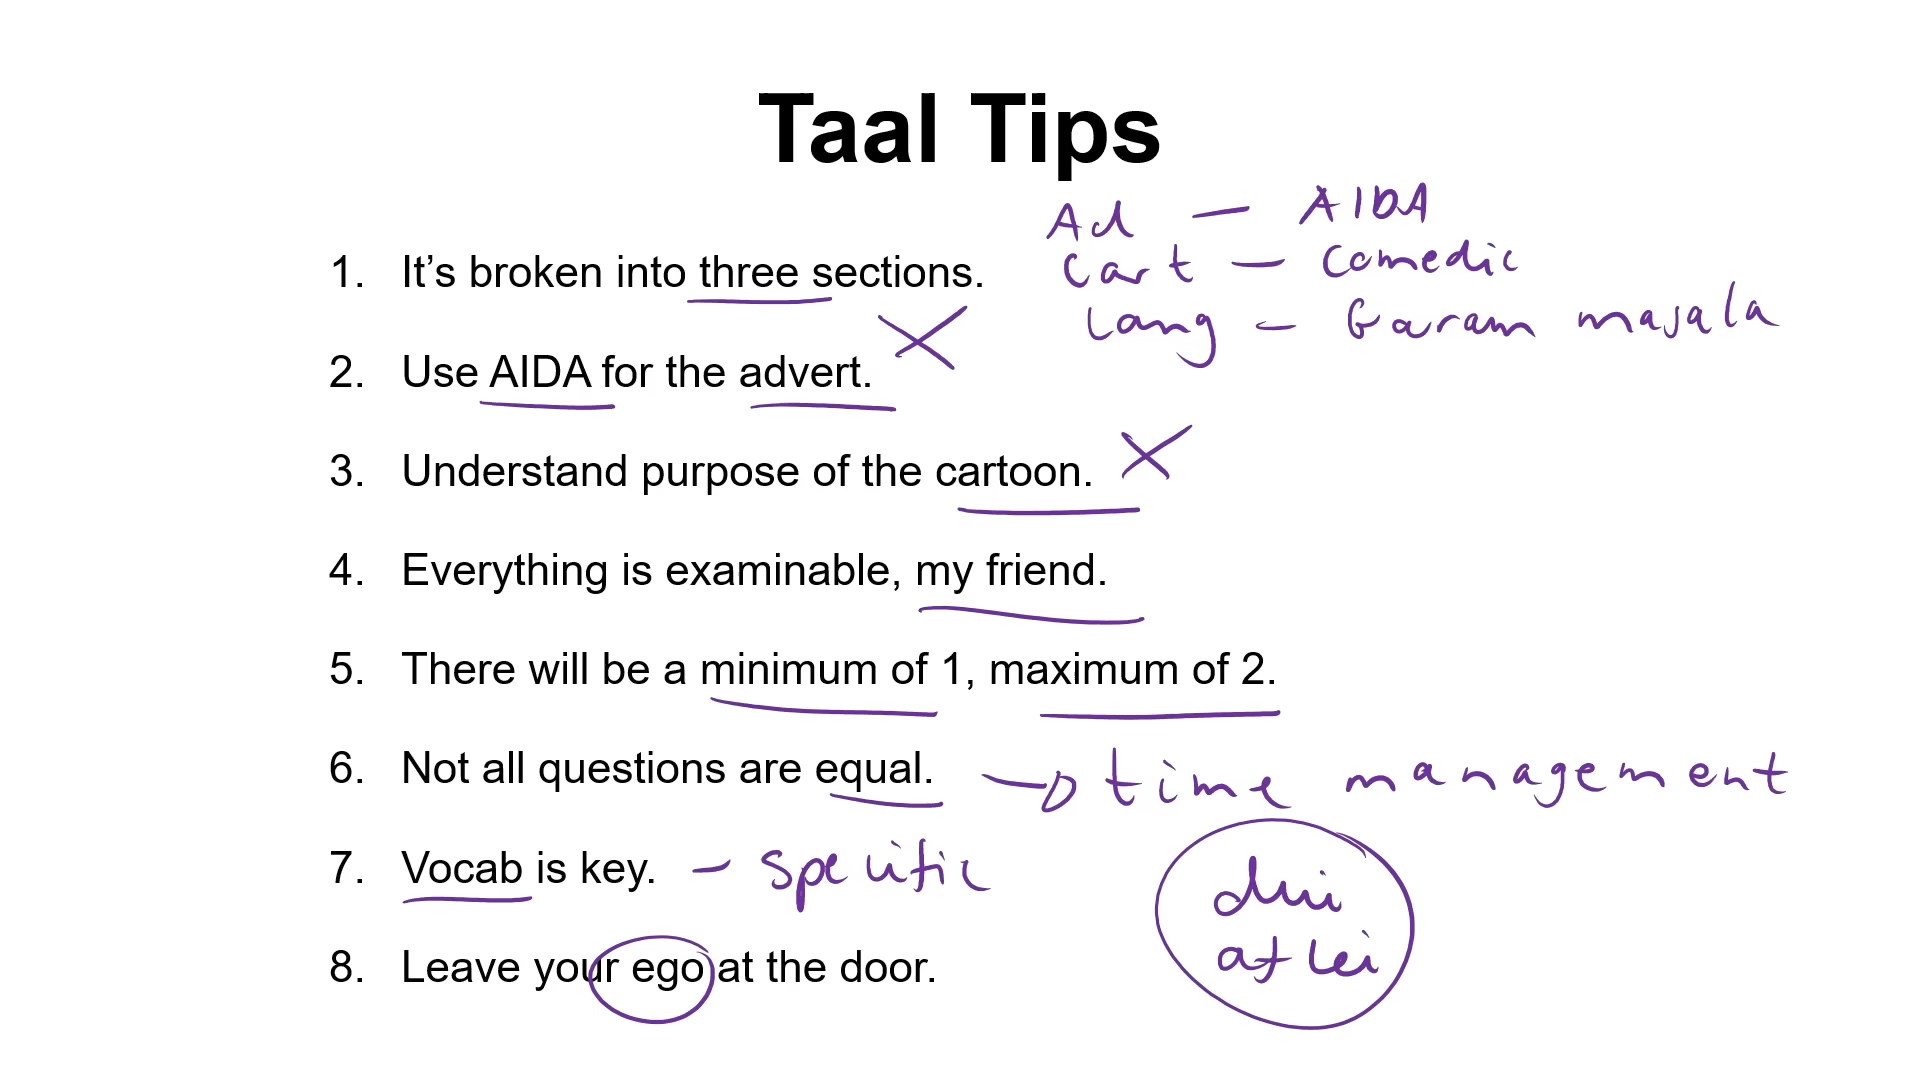 Taal Tips
Ad — AIDA
Cart — Comedic
Lang — Garam masala
1. It’s broken into three sections.
2. Use AIDA for the advert.
3. Understand purpose of the cartoon.
4. Everything is examinable, my friend.
5. There will be a minimum of 1, maximum of 2.
6. Not all questions are equal. → time management
7. Vocab is key. — specific
8. Leave your ego at the door.
aflei